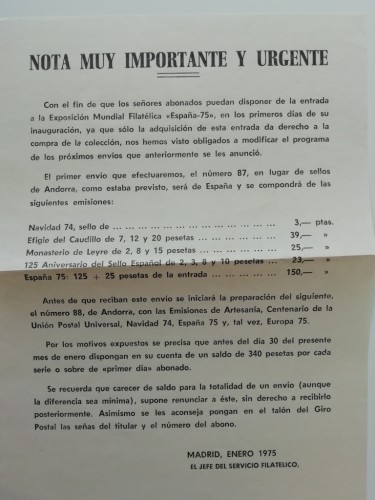 NOTA MUY IMPORTANTE Y URGENTE
Con el fin de que los señores abonados puedan disponer de la entrada
a la Exposición Mundial Filatélica «España-75», en los primeros días de su
inauguración, ya que sólo la adquisición de esta entrada da derecho a la
compra de la colección, nos hemos visto obligados a modificar el programa
de los próximos envíos que anteriormente se les anunció.
El primer envío que efectuaremos, el número 87, en lugar de sellos
de Andorra, como estaba previsto, será de España y se compondrá de las
siguientes emisiones:
Navidad 74, sello de ... ... ... ... ... ... ... ... ... ... 3,— ptas.
Efigie del Caudillo de 7, 12 y 20 pesetas ... ... ... ... ... 39,— »
Monasterio de Leyre de 2, 8 y 15 pesetas ... ... ... ... ... 25,— »
125 Aniversario del Sello Español de 2, 3, 8 y 10 pesetas ... 23,— »
España 75: 125 + 25 pesetas de la entrada ... ... ... ... 150,— »
Antes de que reciban este envío se iniciará la preparación del siguiente,
el número 88, de Andorra, con las Emisiones de Artesanía, Centenario de la
Unión Postal Universal, Navidad 74, España 75 y, tal vez, Europa 75.
Por los motivos expuestos se precisa que antes del día 30 del presente
mes de enero dispongan en su cuenta de un saldo de 340 pesetas por cada
serie o sobre de «primer día» abonado.
Se recuerda que carecer de saldo para la totalidad de un envío (aunque
la diferencia sea mínima), supone renunciar a éste, sin derecho a recibirlo
posteriormente. Asimismo se les aconseja pongan en el talón del Giro
Postal las señas del titular y el número del abono.
MADRID, ENERO 1975
EL JEFE DEL SERVICIO FILATELICO,